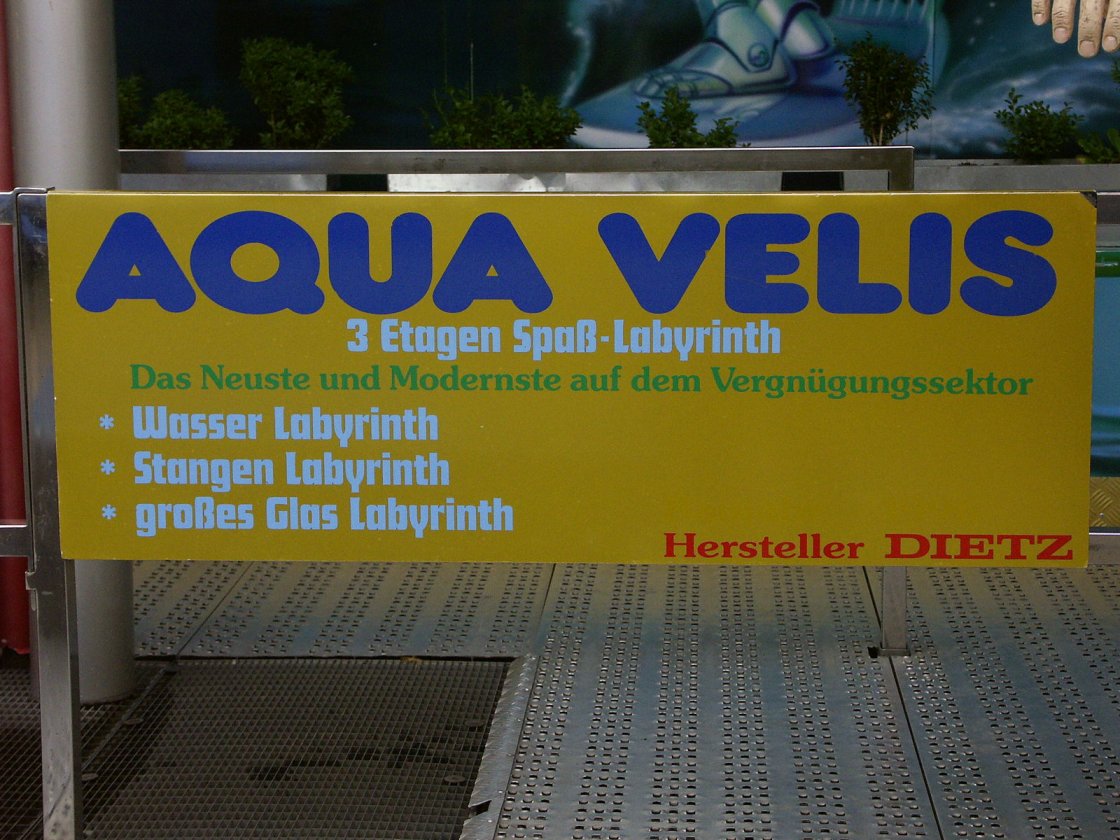 AQUA VELIS
3 Etagen Spaß-Labyrinth
Das Neuste und Modernste auf dem Vergnügungssektor
* Wasser Labyrinth
* Stangen Labyrinth
* großes Glas Labyrinth
Hersteller DIETZ